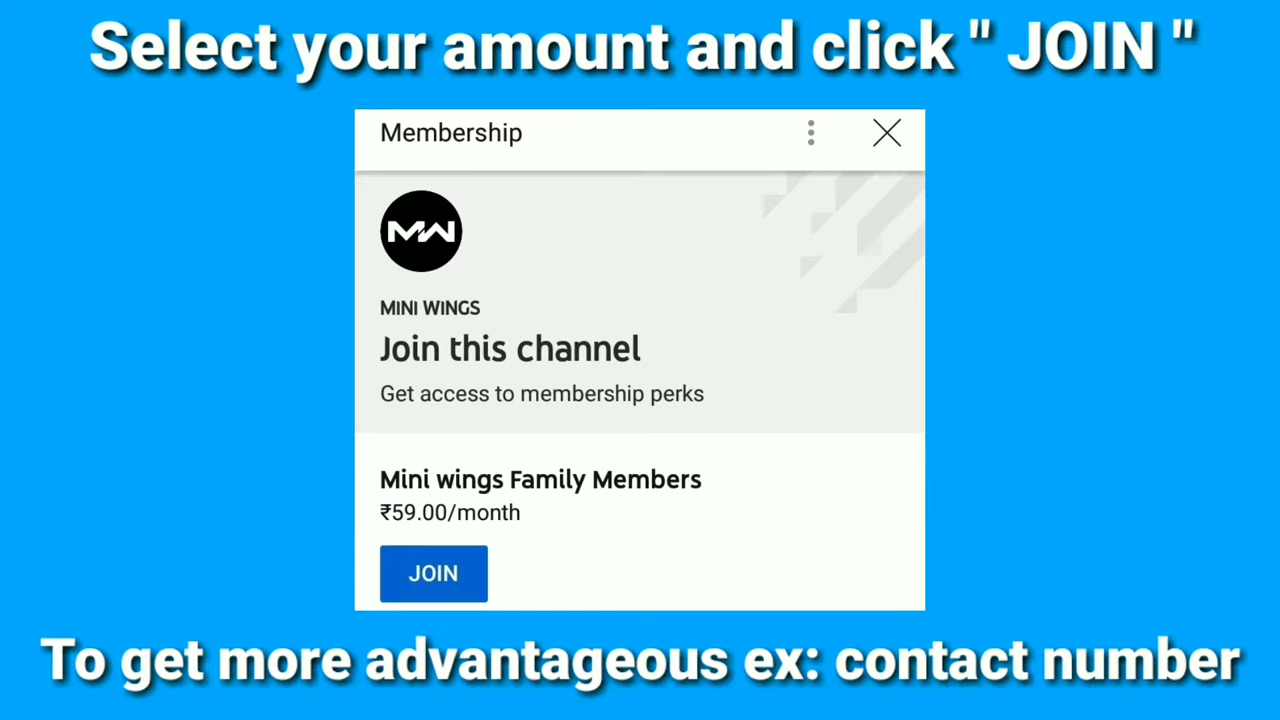 Select your amount and click " JOIN "
Membership
MW
MINI WINGS
Join this channel
Get access to membership perks
Mini wings Family Members
₹59.00/month
JOIN
To get more advantageous ex: contact number